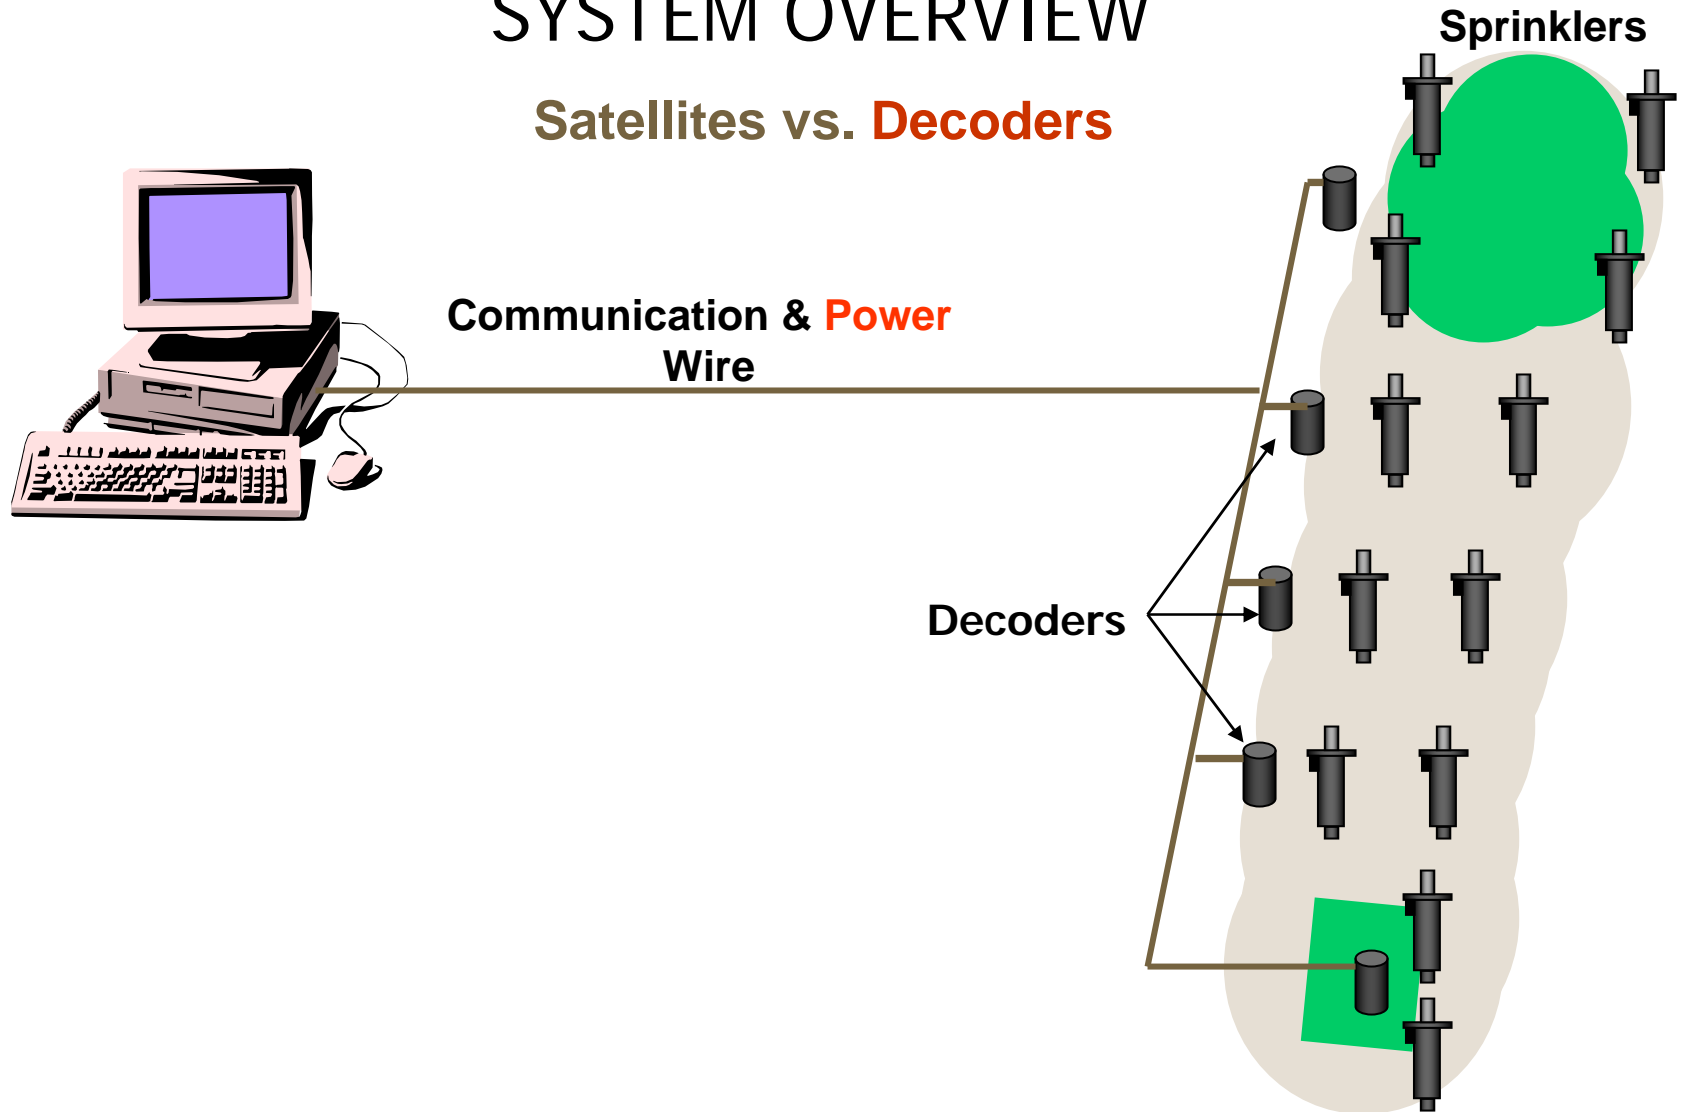 SYSTEM OVERVIEW
Sprinklers
Satellites vs. Decoders
Communication & Power
Wire
Decoders